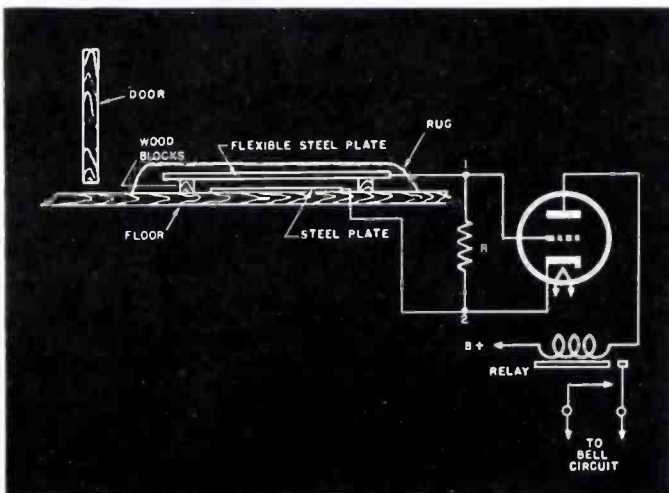 DOOR
WOOD
BLOCKS
FLEXIBLE STEEL PLATE
RUG
FLOOR
STEEL PLATE
1
R
2
B+
RELAY
TO
BELL
CIRCUIT